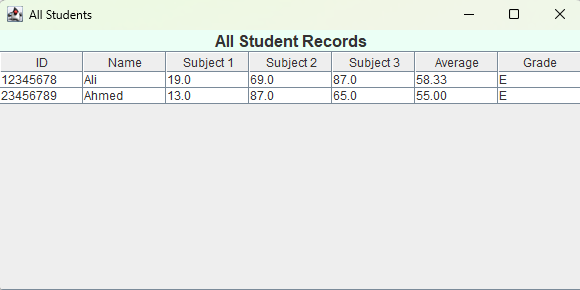 All Students
All Student Records
ID Name Subject 1 Subject 2 Subject 3 Average Grade
12345678 Ali 19.0 69.0 87.0 58.33 E
23456789 Ahmed 13.0 87.0 65.0 55.00 E